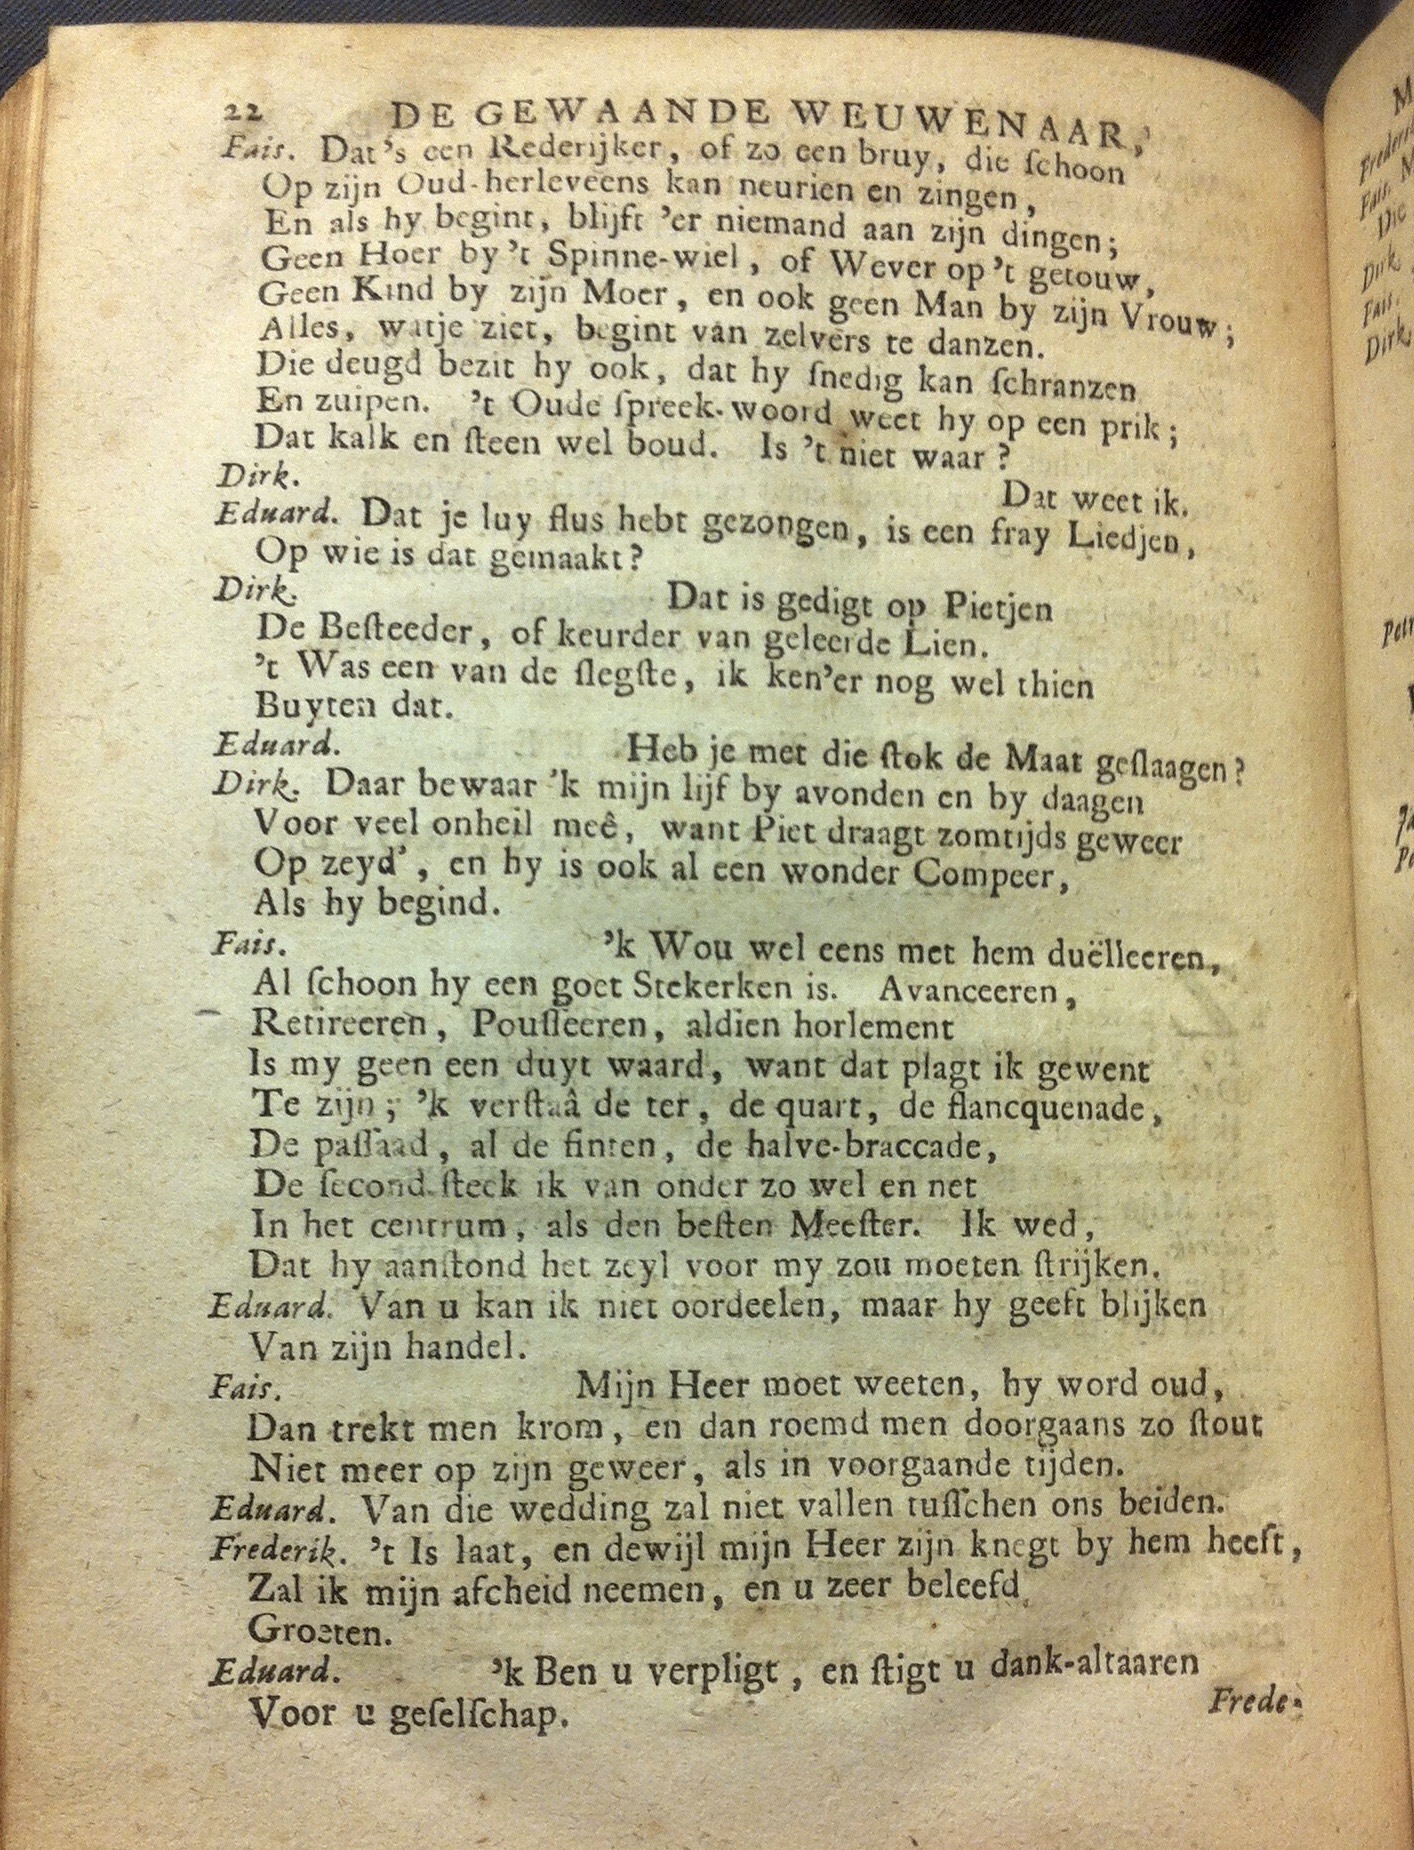 22 DE GEWAANDE WEUWENAAR,
Fais. Dat's een Rederijker, of zo een bruy, die ſchoon
Op zijn Oud-herleveens kan neurien en zingen,
En als hy begint, blijft 'er niemand aan zijn dingen;
Geen Hoer by 't Spinne-wiel, of Wever op 't getouw,
Geen Kind by zijn Moer, en ook geen Man by zijn Vrouw;
Alles, watje ziet, begint van zelvers te danzen.
Die deugd bezit hy ook, dat hy ſnedig kan ſchranzen
En zuipen. 't Oude ſpreek-woord weet hy op een prik;
Dat kalk en ſteen wel boud. Is 't niet waar?
Dirk. Dat weet ik.
Eduard. Dat je luy flus hebt gezongen, is een fray Liedjen,
Op wie is dat gemaakt?
Dirk. Dat is gedigt op Pietjen
De Beſteeder, of keurder van geleerde Lien.
't Was een van de ſlegſte, ik ken'er nog wel thien
Buyten dat.
Eduard. Heb je met die ſtok de Maat geſlaagen?
Dirk. Daar bewaar 'k mijn lijf by avonden en by daagen
Voor veel onheil meê, want Piet draagt zomtijds geweer
Op zeyd', en hy is ook al een wonder Compeer,
Als hy begind.
Fais. 'k Wou wel eens met hem duëlleeren,
Al ſchoon hy een goet Stekerken is. Avanceeren,
Retireeren, Pouſſeeren, aldien horlement
Is my geen een duyt waard, want dat plagt ik gewent
Te zijn; 'k verſtaâ de ter, de quart, de flancquenade,
De paſſaad, al de finten, de halve-braccade,
De ſecond ſteek ik van onder zo wel en net
In het centrum, als den beſten Meeſter. Ik wed,
Dat hy aanſtond het zeyl voor my zou moeten ſtrijken.
Eduard. Van u kan ik niet oordeelen, maar hy geeft blijken
Van zijn handel.
Fais. Mijn Heer moet weeten, hy word oud,
Dan trekt men krom, en dan roemd men doorgaans zo ſtout
Niet meer op zijn geweer, als in voorgaande tijden.
Eduard. Van die wedding zal niet vallen tuſſchen ons beiden.
Frederik. 't Is laat, en dewijl mijn Heer zijn knegt by hem heeft,
Zal ik mijn afcheid neemen, en u zeer beleefd
Groeten.
Eduard. 'k Ben u verpligt, en ſtigt u dank-altaaren
Voor u geſelſchap.
Frede-